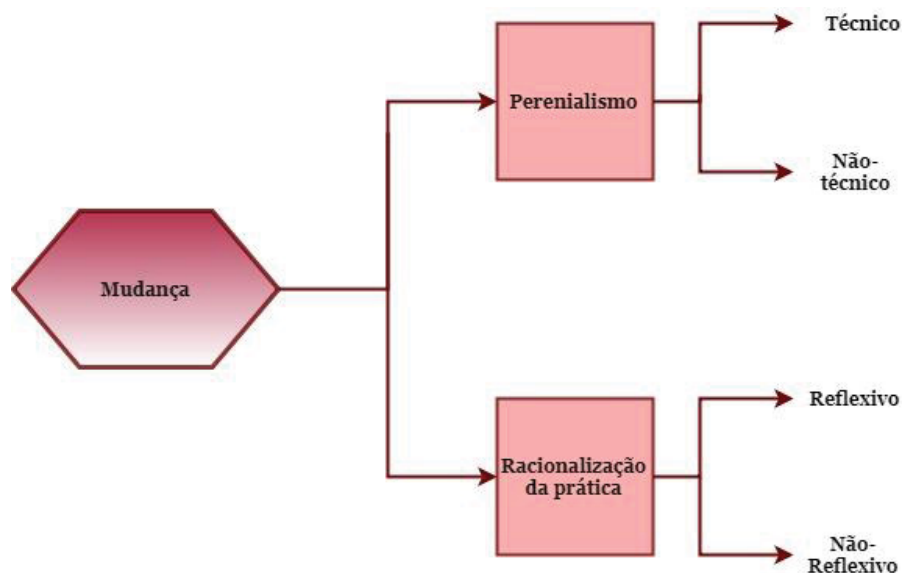 Técnico
Perenialismo
Não-
técnico
Mudança
Reflexivo
Racionalização
da prática
Não-
Reflexivo